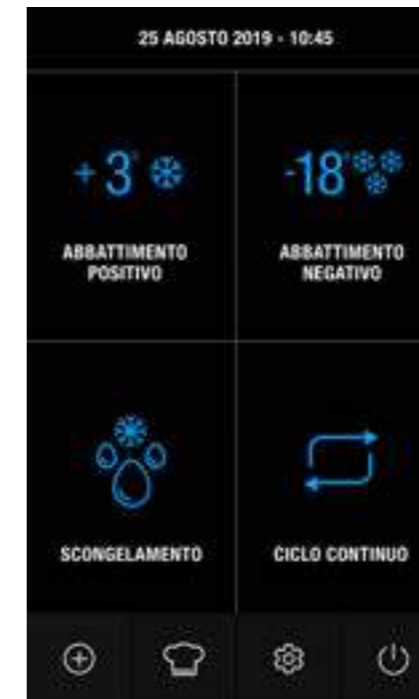 25 AGOSTO 2019 - 10:45
+3°
-18°
ABBATTIMENTO
POSITIVO
ABBATTIMENTO
NEGATIVO
SCONGELAMENTO
CICLO CONTINUO